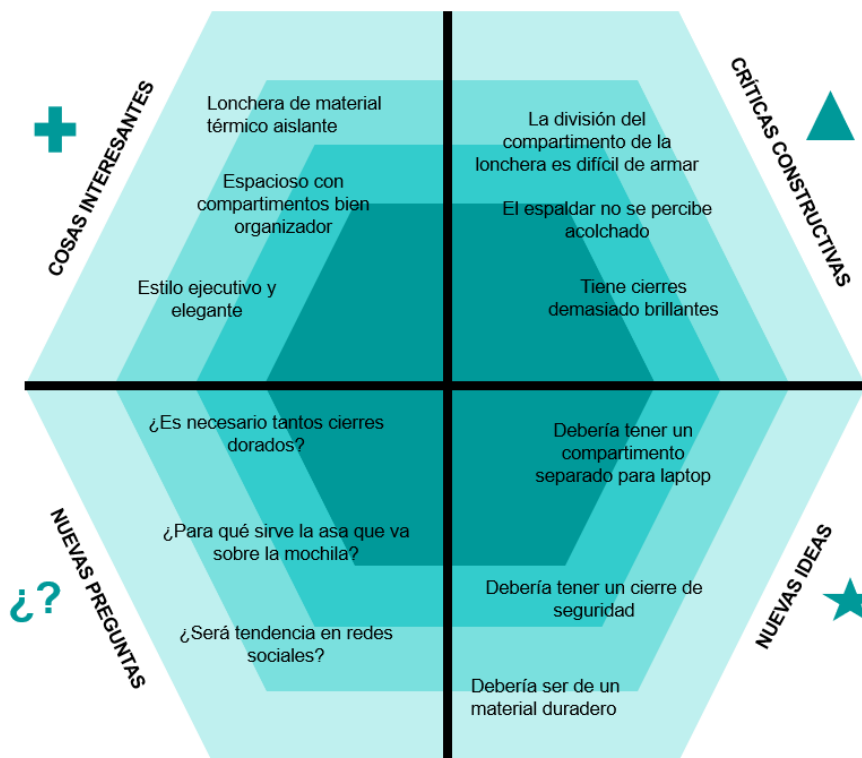 COSAS INTERESANTES
Lonchera de material
térmico aislante
Espacioso con
compartimentos bien
organizador
Estilo ejecutivo y
elegante
CRÍTICAS CONSTRUCTIVAS
La división del
compartimento de la
lonchera es difícil de armar
El espaldar no se percibe
acolchado
Tiene cierres
demasiado brillantes
¿?
NUEVAS PREGUNTAS
¿Es necesario tantos cierres
dorados?
¿Para qué sirve la asa que va
sobre la mochila?
¿Será tendencia en redes
sociales?
NUEVAS IDEAS
Debería tener un
compartimento
separado para laptop
Debería tener un cierre de
seguridad
Debería ser de un
material duradero